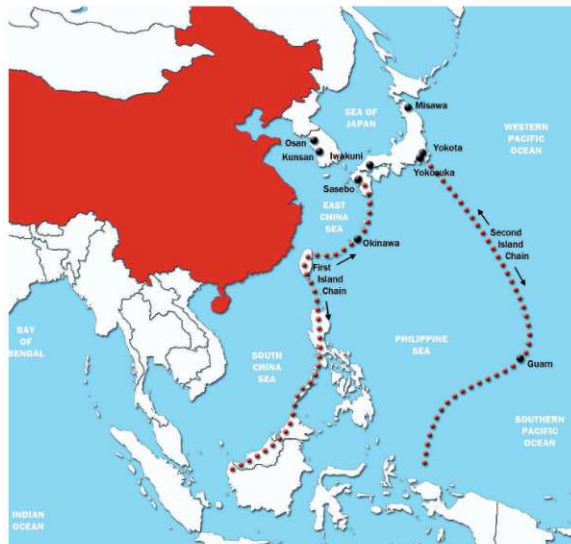 SEA OF
JAPAN
Misawa
WESTERN
PACIFIC
OCEAN
Osan
Kunsan
Iwakuni
Yokota
Yokosuka
Sasebo
EAST
CHINA
SEA
Okinawa
Second
Island
Chain
First
Island
Chain
BAY
OF
BENGAL
SOUTH
CHINA
SEA
PHILIPPINE
SEA
Guam
SOUTHERN
PACIFIC
OCEAN
INDIAN
OCEAN